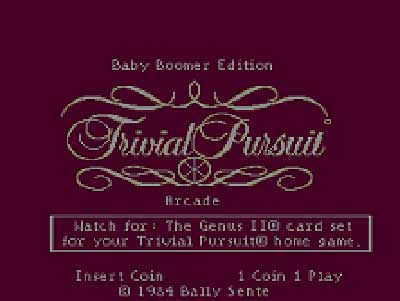 Baby Boomer Edition
Trivial Pursuit
Arcade
Watch for: The Genus II® card set
for your Trivial Pursuit® home game.
Insert Coin 1 Coin 1 Play
© 1984 Bally Sente